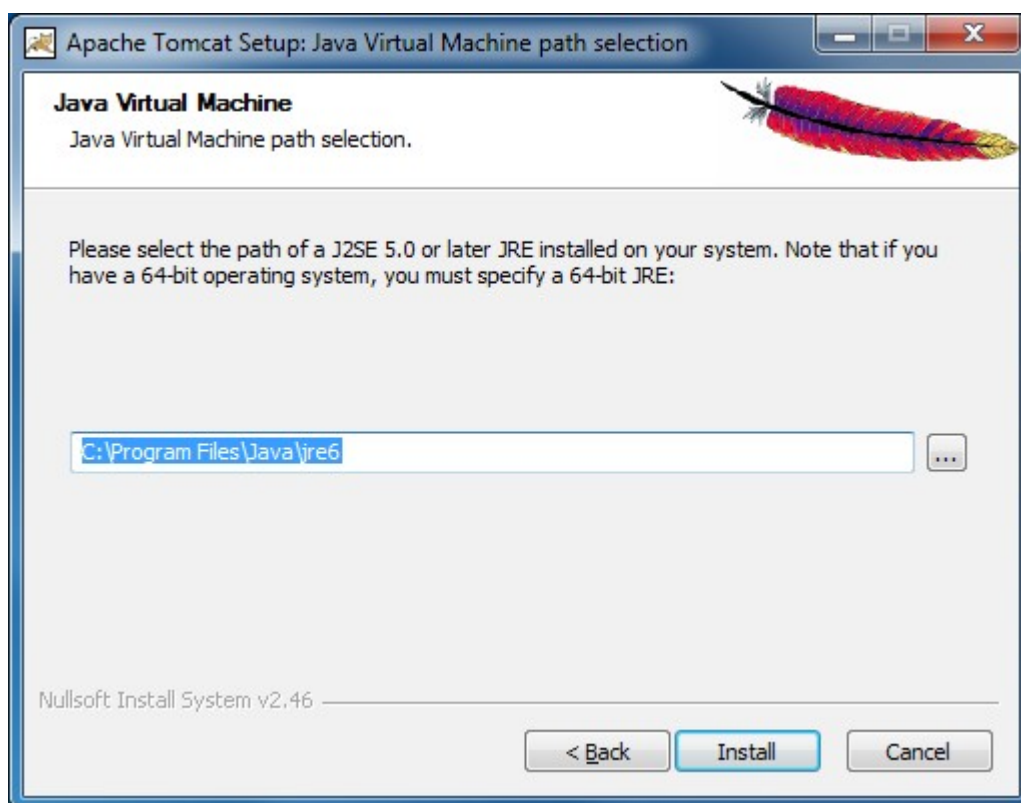 Apache Tomcat Setup: Java Virtual Machine path selection
Java Virtual Machine
Java Virtual Machine path selection.
Please select the path of a J2SE 5.0 or later JRE installed on your system. Note that if you
have a 64-bit operating system, you must specify a 64-bit JRE:
C:\Program Files\Java\jre6
...
Nullsoft Install System v2.46
< Back
Install
Cancel